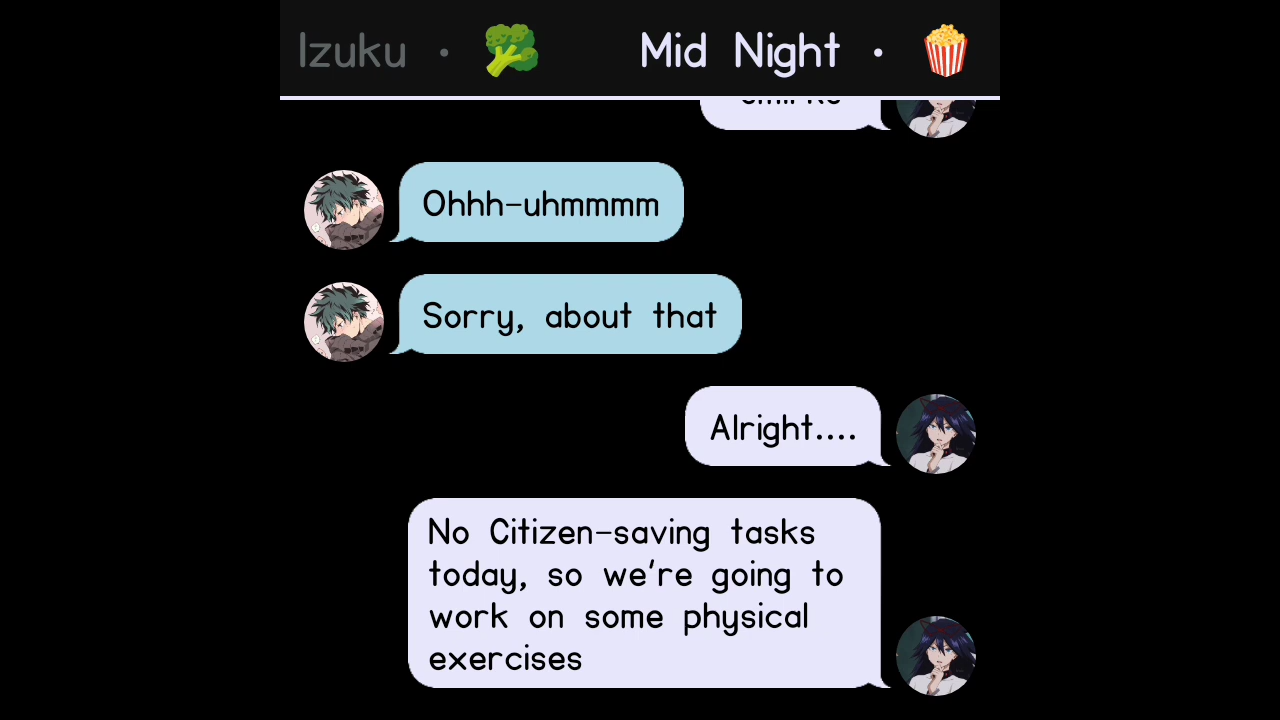 Izuku • Mid Night •
Ohhh-uhmmmm
Sorry, about that
Alright....
No Citizen-saving tasks
today, so we're going to
work on some physical
exercises